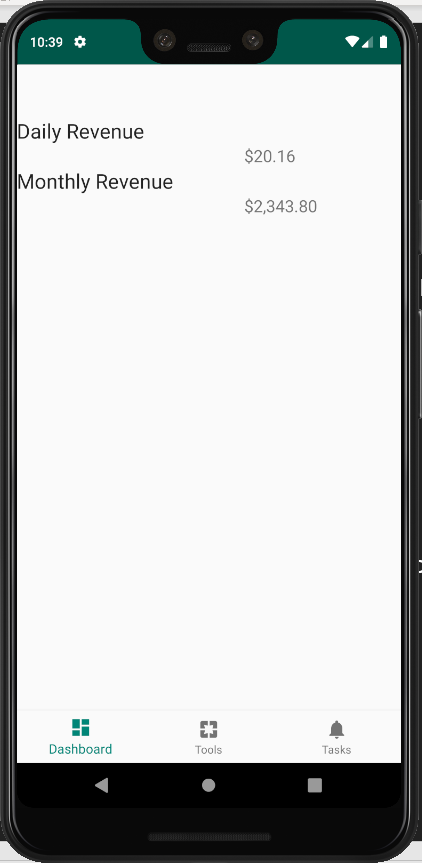 10:39
Daily Revenue
$20.16
Monthly Revenue
$2,343.80
Dashboard
Tools
Tasks